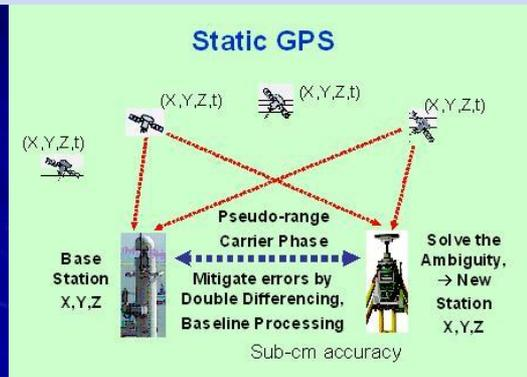 Static GPS
(X,Y,Z,t)
(X,Y,Z,t)
(X,Y,Z,t)
(X,Y,Z,t)
Base
Station
X,Y,Z
Pseudo-range
Carrier Phase
Mitigate errors by
Double Differencing,
Baseline Processing
Solve the
Ambiguity,
→ New
Station
X,Y,Z
Sub-cm accuracy